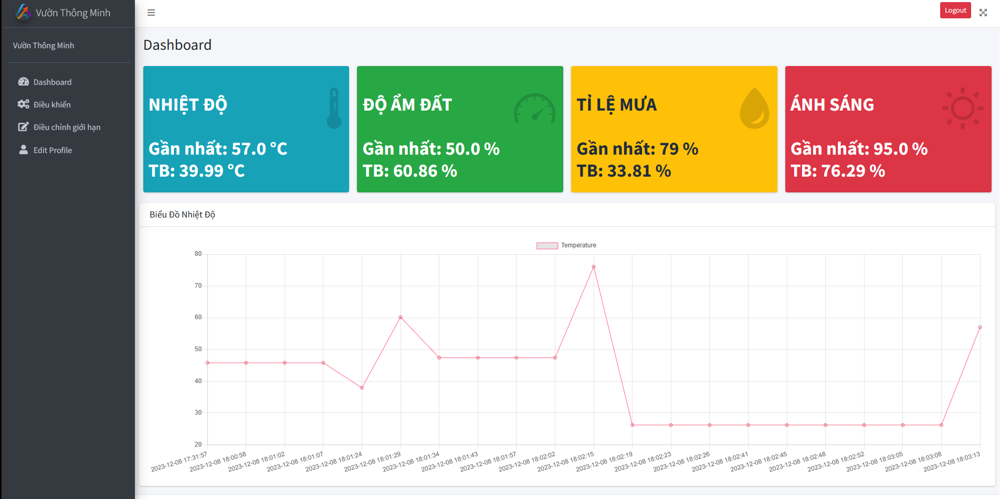 Vườn Thông Minh
Logout
Vườn Thông Minh
Dashboard
Điều khiển
Điều chỉnh giới hạn
Edit Profile
Dashboard
NHIỆT ĐỘ
Gần nhất: 57.0 °C
TB: 39.99 °C
ĐỘ ẨM ĐẤT
Gần nhất: 50.0 %
TB: 60.86 %
TỈ LỆ MƯA
Gần nhất: 79 %
TB: 33.81 %
ÁNH SÁNG
Gần nhất: 95.0 %
TB: 76.29 %
Biểu Đồ Nhiệt Độ
Temperature
80
70
60
50
40
30
20
2023-12-08 17:31:57
2023-12-08 18:00:58
2023-12-08 18:01:02
2023-12-08 18:01:07
2023-12-08 18:01:24
2023-12-08 18:01:29
2023-12-08 18:01:34
2023-12-08 18:01:43
2023-12-08 18:01:57
2023-12-08 18:02:02
2023-12-08 18:02:15
2023-12-08 18:02:19
2023-12-08 18:02:23
2023-12-08 18:02:26
2023-12-08 18:02:41
2023-12-08 18:02:45
2023-12-08 18:02:48
2023-12-08 18:02:52
2023-12-08 18:03:05
2023-12-08 18:03:08
2023-12-08 18:03:13